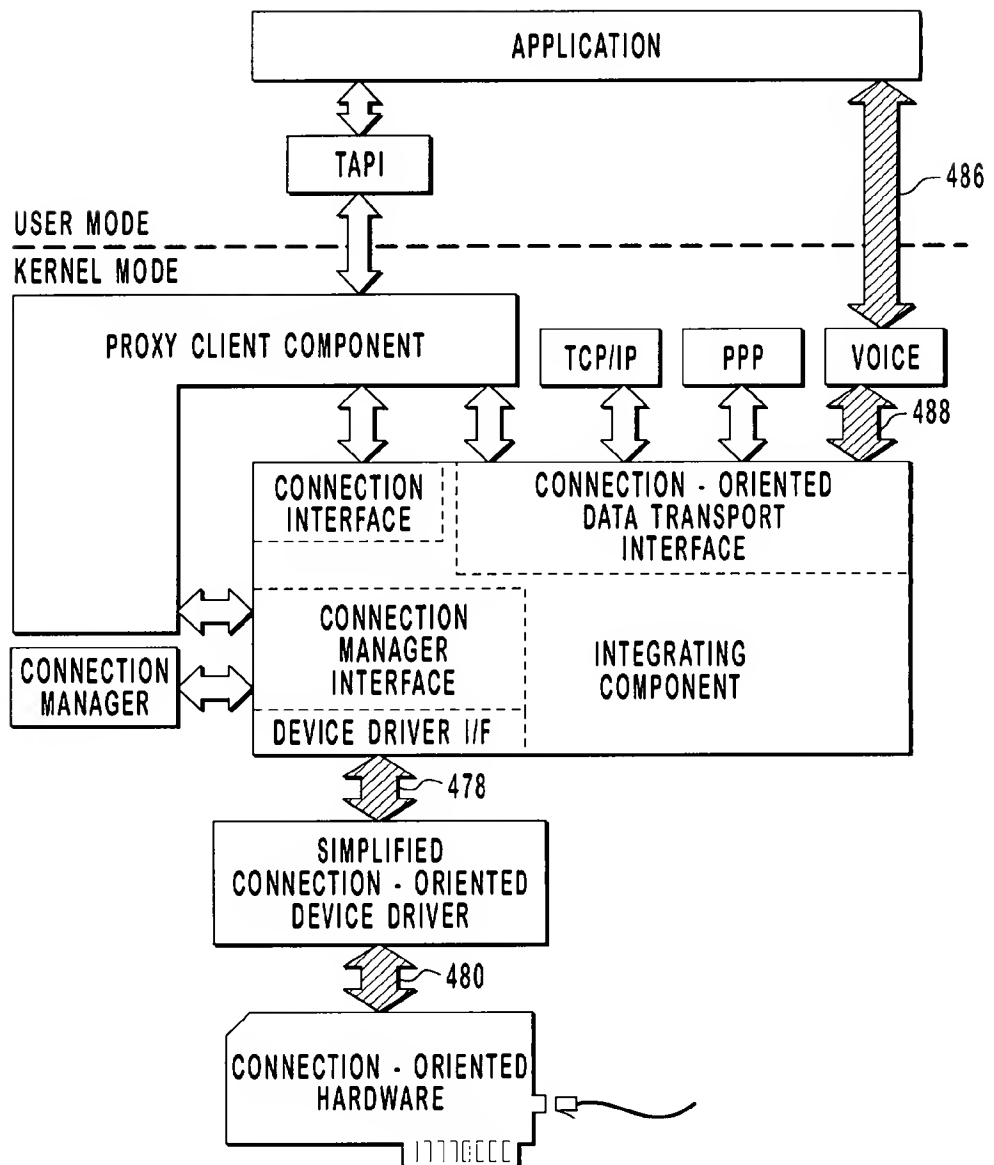 APPLICATION
TAPI
486
USER MODE
KERNEL MODE
PROXY CLIENT COMPONENT
TCP/IP
PPP
VOICE
488
CONNECTION
INTERFACE
CONNECTION - ORIENTED
DATA TRANSPORT
INTERFACE
CONNECTION
MANAGER
INTERFACE
INTEGRATING
COMPONENT
CONNECTION
MANAGER
DEVICE DRIVER I/F
478
SIMPLIFIED
CONNECTION - ORIENTED
DEVICE DRIVER
480
CONNECTION - ORIENTED
HARDWARE